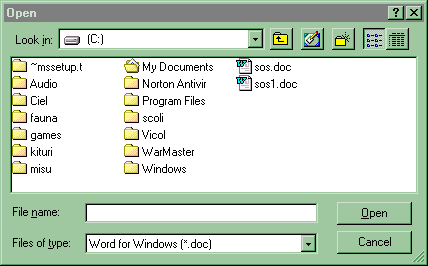 Open
Look in: (C:)
~mssetup.t
Audio
Ciel
fauna
games
kituri
misu
My Documents
Norton Antivir
Program Files
scoli
Vicol
WarMaster
Windows
sos.doc
sos1.doc
File name:
Open
Files of type: Word for Windows (*.doc)
Cancel